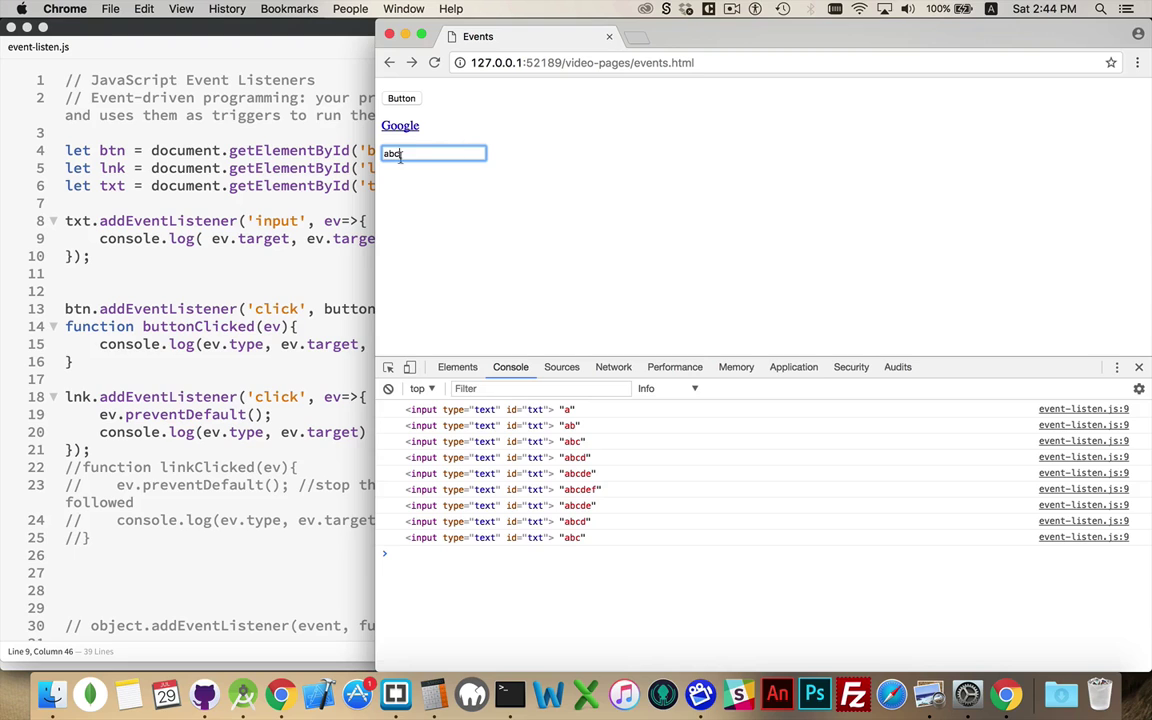 Chrome File Edit View History Bookmarks People Window Help 100% Sat 2:44 PM
event-listen.js
1 // JavaScript Event Listeners
2 // Event-driven programming: your pr
and uses them as triggers to run the
3
4 let btn = document.getElementById('b
5 let lnk = document.getElementById('l
6 let txt = document.getElementById('t
7
8 txt.addEventListener('input', ev=>{
9 console.log( ev.target, ev.targe
10 });
11
12
13 btn.addEventListener('click', button
14 function buttonClicked(ev){
15 console.log(ev.type, ev.target,
16 }
17
18 lnk.addEventListener('click', ev=>{
19 ev.preventDefault();
20 console.log(ev.type, ev.target)
21 });
22 //function linkClicked(ev){
23 // ev.preventDefault(); //stop th
followed
24 // console.log(ev.type, ev.target
25 //}
26
27
28
29
30 // object.addEventListener(event, fu
Line 9, Column 46 — 39 Lines
Events
127.0.0.1:52189/video-pages/events.html
Button
Google
abc
Elements Console Sources Network Performance Memory Application Security Audits
top Filter Info
<input type="text" id="txt"> "a" event-listen.js:9
<input type="text" id="txt"> "ab" event-listen.js:9
<input type="text" id="txt"> "abc" event-listen.js:9
<input type="text" id="txt"> "abcd" event-listen.js:9
<input type="text" id="txt"> "abcde" event-listen.js:9
<input type="text" id="txt"> "abcdef" event-listen.js:9
<input type="text" id="txt"> "abcde" event-listen.js:9
<input type="text" id="txt"> "abcd" event-listen.js:9
<input type="text" id="txt"> "abc" event-listen.js:9
>
JUL
29
1
An Ps Fz